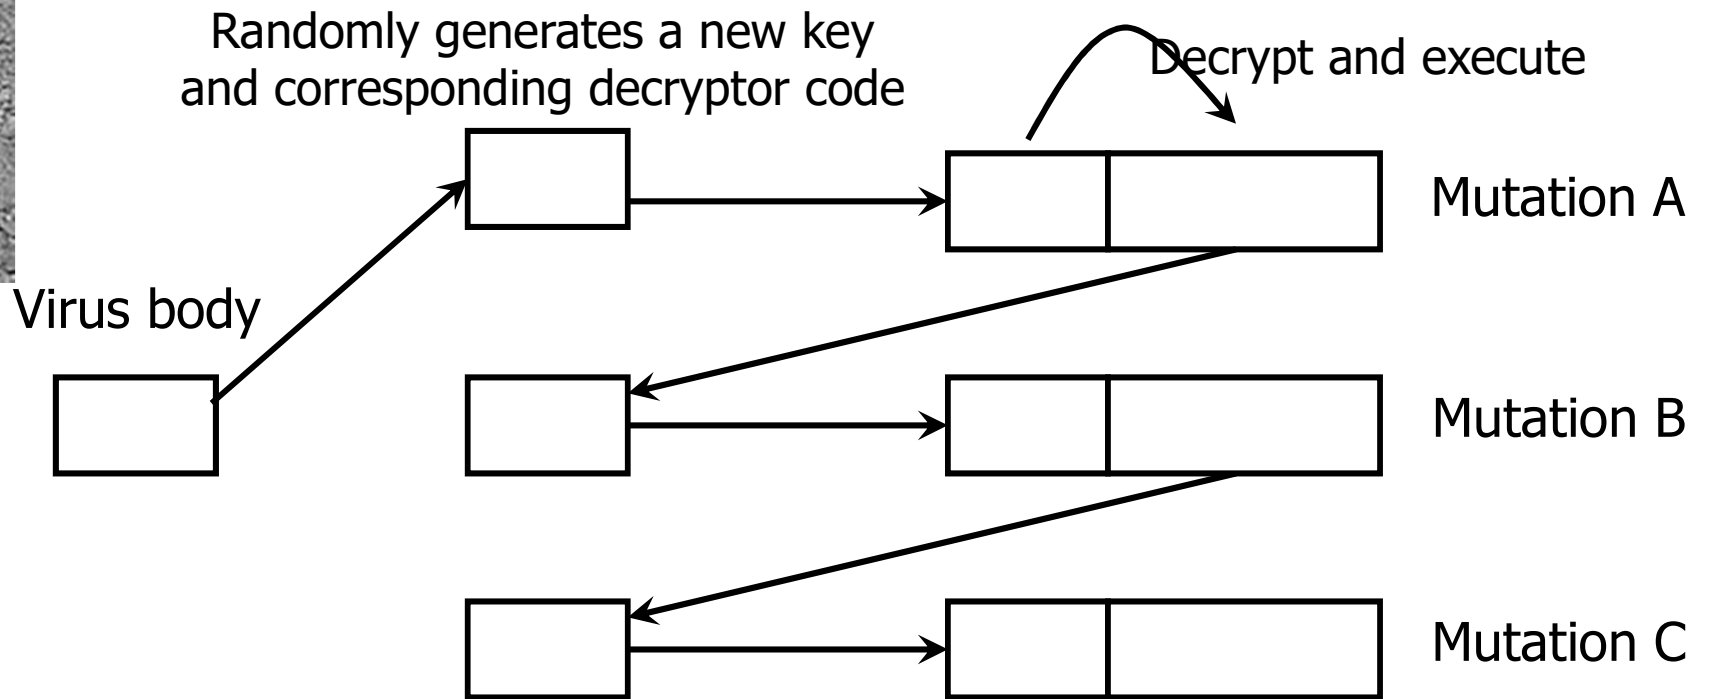 Randomly generates a new key
and corresponding decryptor code
Decrypt and execute
Mutation A
Virus body
Mutation B
Mutation C